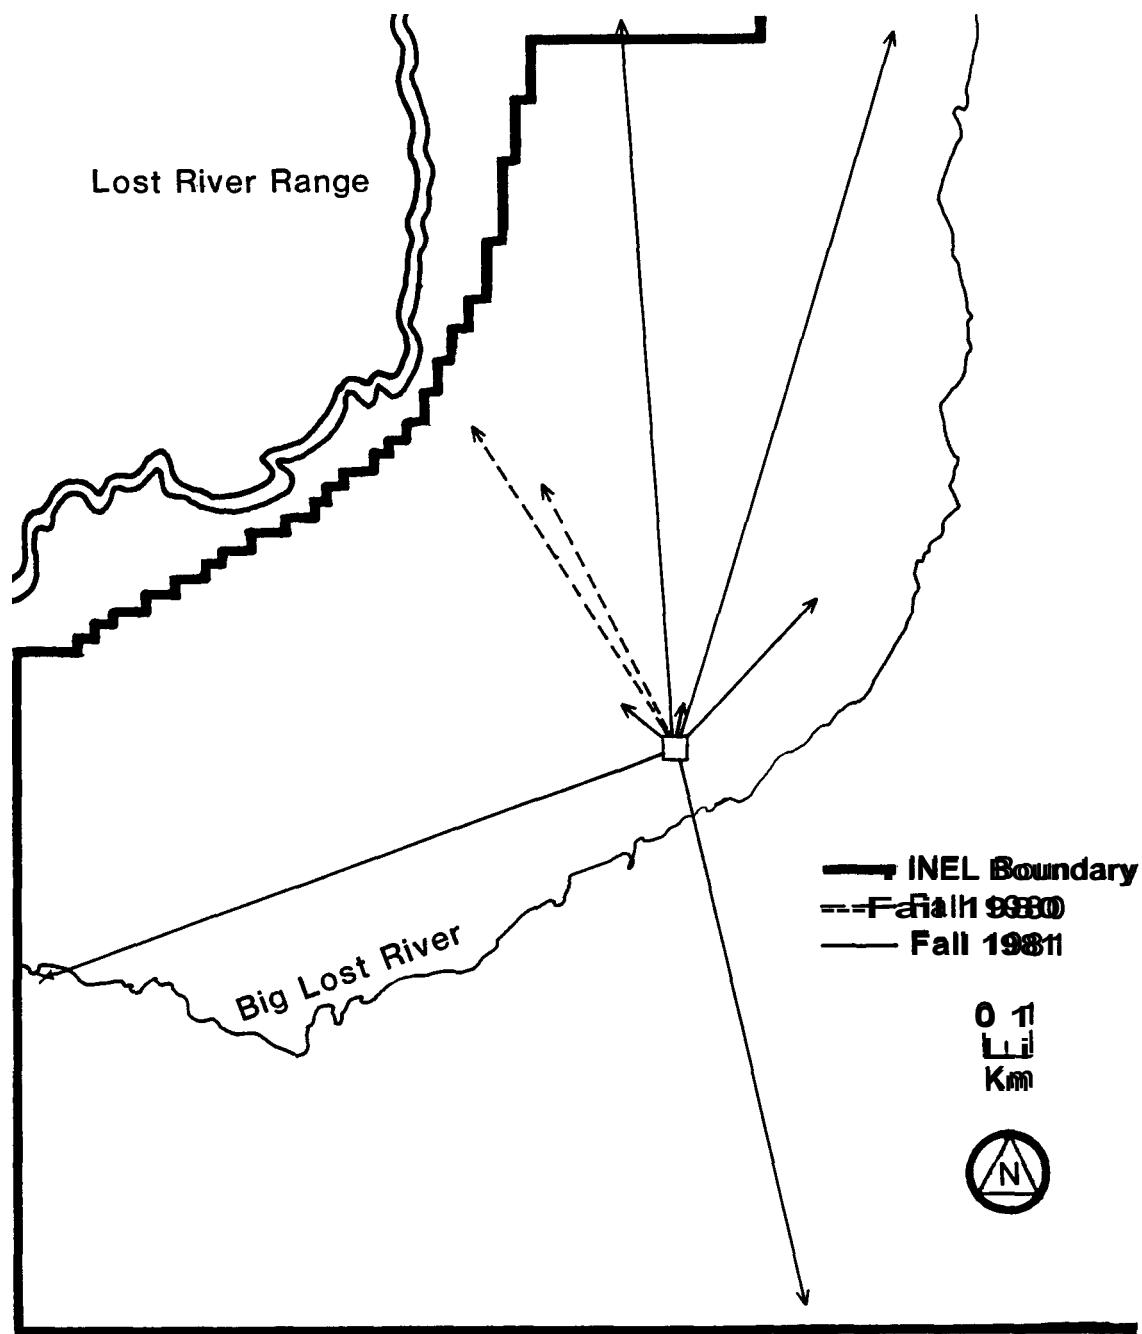 Lost River Range
Big Lost River
INEL Boundary
Fall 1980
Fall 1981
0 1
Km
N